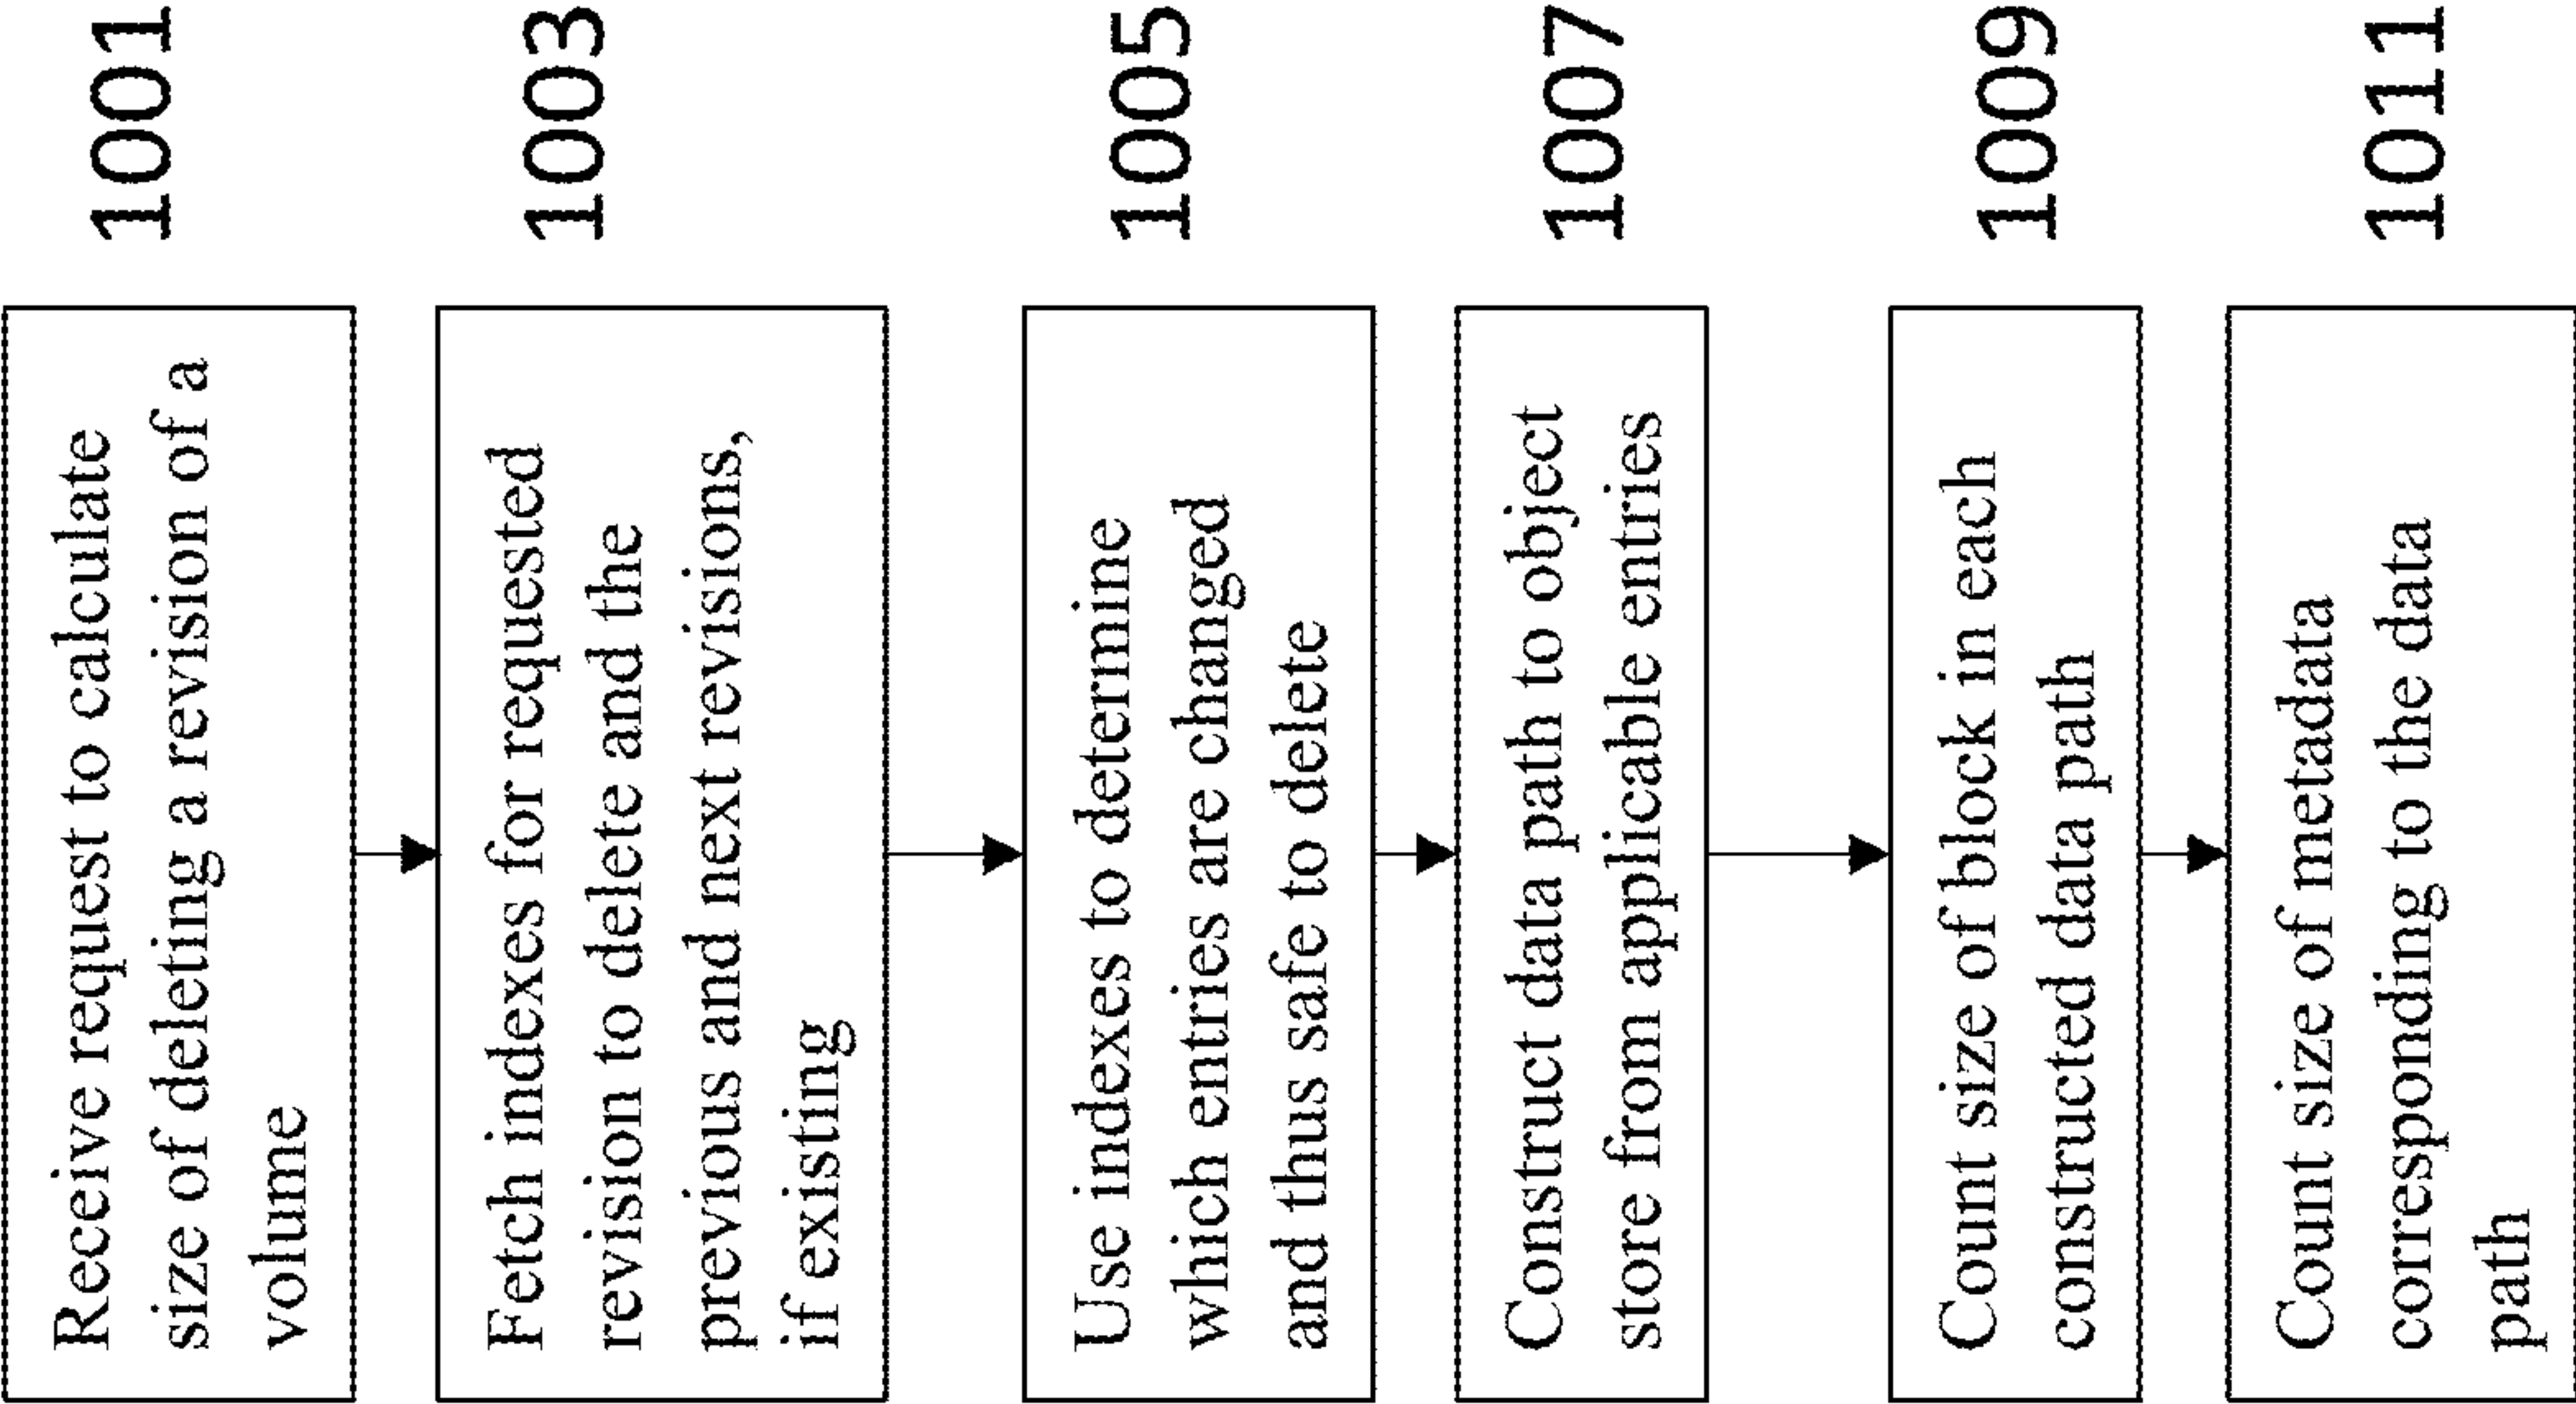 Receive request to calculate
size of deleting a revision of a
volume
1001
Fetch indexes for requested
revision to delete and the
previous and next revisions,
if existing
1003
Use indexes to determine
which entries are changed
and thus safe to delete
1005
Construct data path to object
store from applicable entries
1007
Count size of block in each
constructed data path
1009
Count size of metadata
corresponding to the data
path
1011